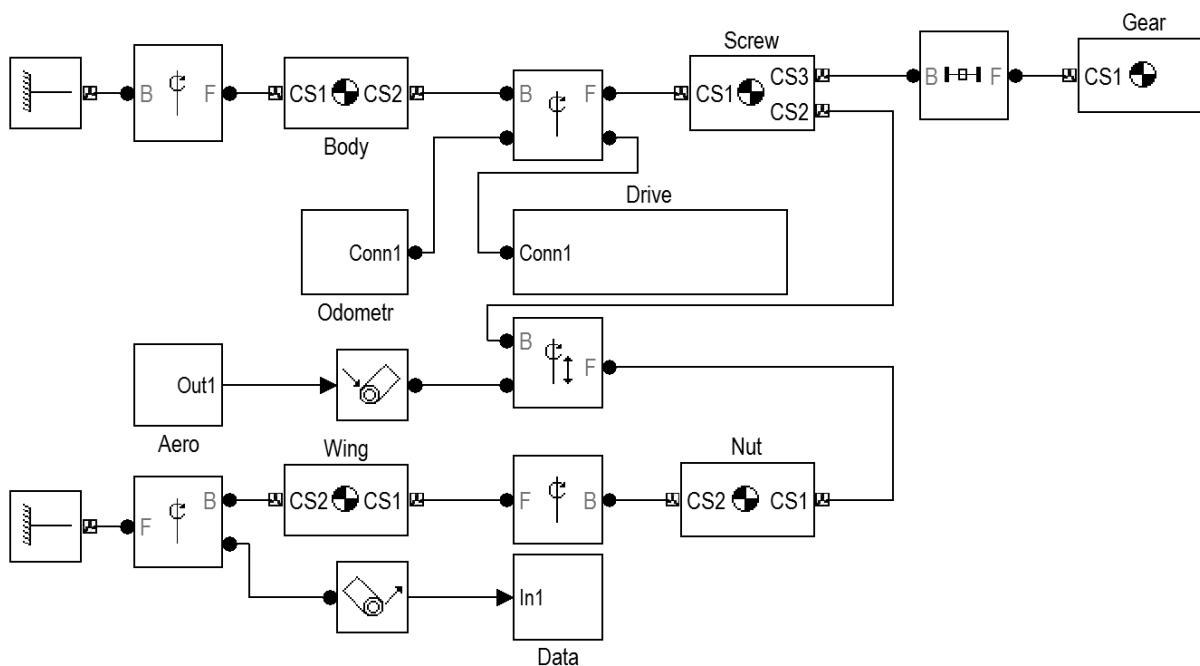 Gear
Screw
B F CS1 CS2 B F CS1 CS3 B F CS1
CS2
Body
Drive
Conn1 Conn1
Odometr
B
F
Out1
Aero
Wing Nut
B CS2 CS1 F B CS2 CS1
F
In1
Data